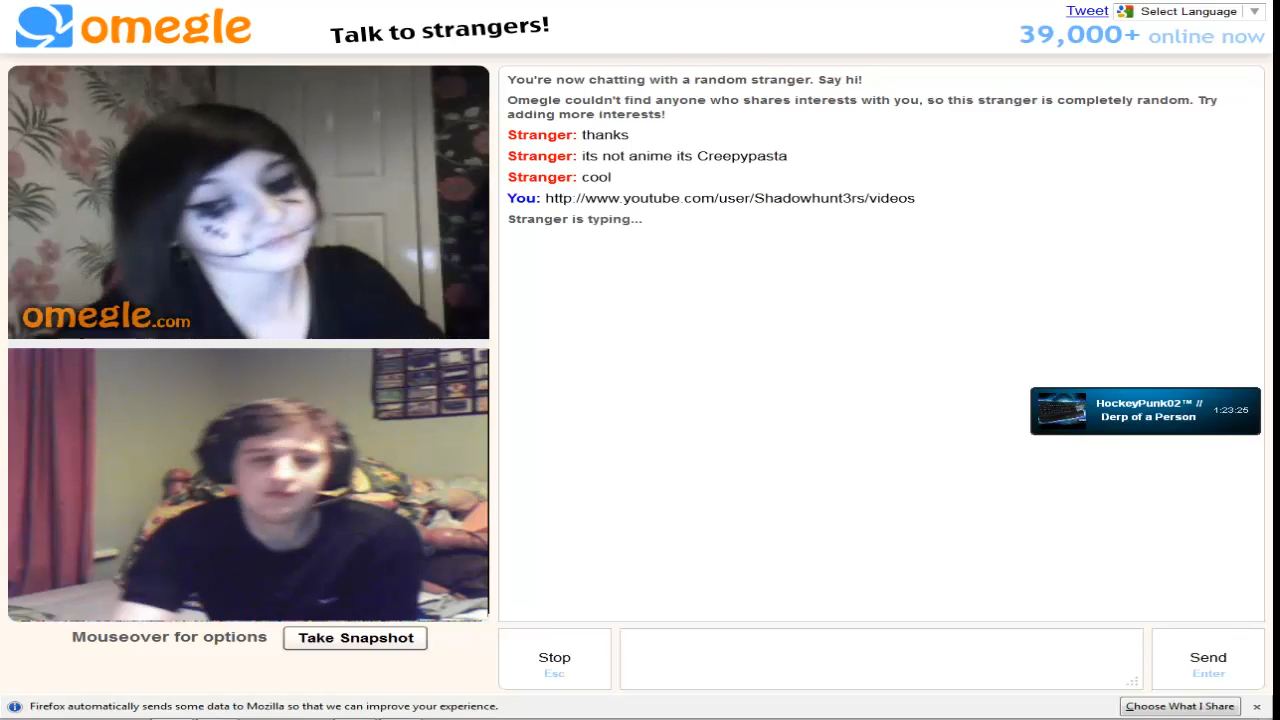 omegle
Talk to strangers!
Tweet
Select Language
39,000+ online now
You're now chatting with a random stranger. Say hi!
Omegle couldn't find anyone who shares interests with you, so this stranger is completely random. Try
adding more interests!
Stranger: thanks
Stranger: its not anime its Creepypasta
Stranger: cool
You: http://www.youtube.com/user/Shadowhunt3rs/videos
Stranger is typing...
omegle.com
HockeyPunk02™ //
Derp of a Person
1:23:25
Mouseover for options
Take Snapshot
Stop
Esc
Send
Enter
Firefox automatically sends some data to Mozilla so that we can improve your experience.
Choose What I Share